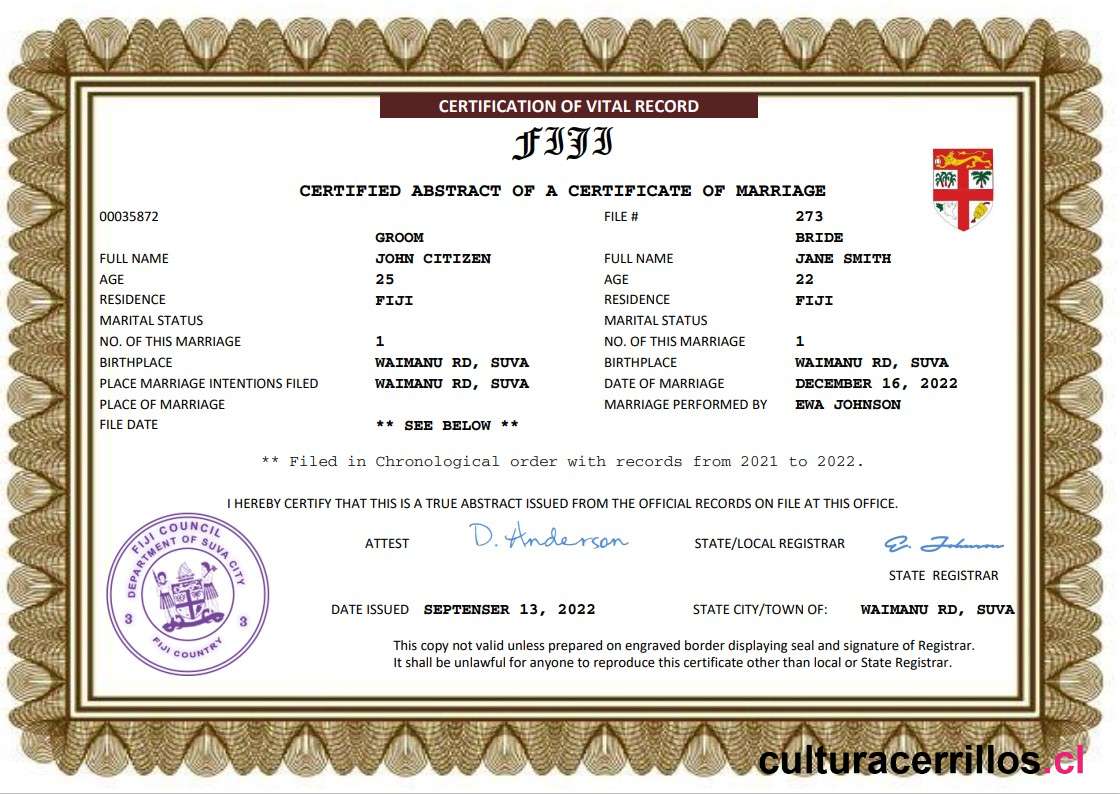 CERTIFICATION OF VITAL RECORD
FIJI
CERTIFIED ABSTRACT OF A CERTIFICATE OF MARRIAGE
00035872 FILE # 273
GROOM BRIDE
FULL NAME JOHN CITIZEN FULL NAME JANE SMITH
AGE 25 AGE 22
RESIDENCE FIJI RESIDENCE FIJI
MARITAL STATUS MARITAL STATUS
NO. OF THIS MARRIAGE 1 NO. OF THIS MARRIAGE 1
BIRTHPLACE WAIMANU RD, SUVA BIRTHPLACE WAIMANU RD, SUVA
PLACE MARRIAGE INTENTIONS FILED WAIMANU RD, SUVA DATE OF MARRIAGE DECEMBER 16, 2022
PLACE OF MARRIAGE MARRIAGE PERFORMED BY EWA JOHNSON
FILE DATE ** SEE BELOW **
** Filed in Chronological order with records from 2021 to 2022.
I HEREBY CERTIFY THAT THIS IS A TRUE ABSTRACT ISSUED FROM THE OFFICIAL RECORDS ON FILE AT THIS OFFICE.
FIJI COUNCIL
DEPARTMENT OF SUVA CITY
3 3
FIJI COUNTRY
ATTEST D. Anderson STATE/LOCAL REGISTRAR E. Johnson
STATE REGISTRAR
DATE ISSUED SEPTENSER 13, 2022 STATE CITY/TOWN OF: WAIMANU RD, SUVA
This copy not valid unless prepared on engraved border displaying seal and signature of Registrar.
It shall be unlawful for anyone to reproduce this certificate other than local or State Registrar.
culturacerrillos.cl